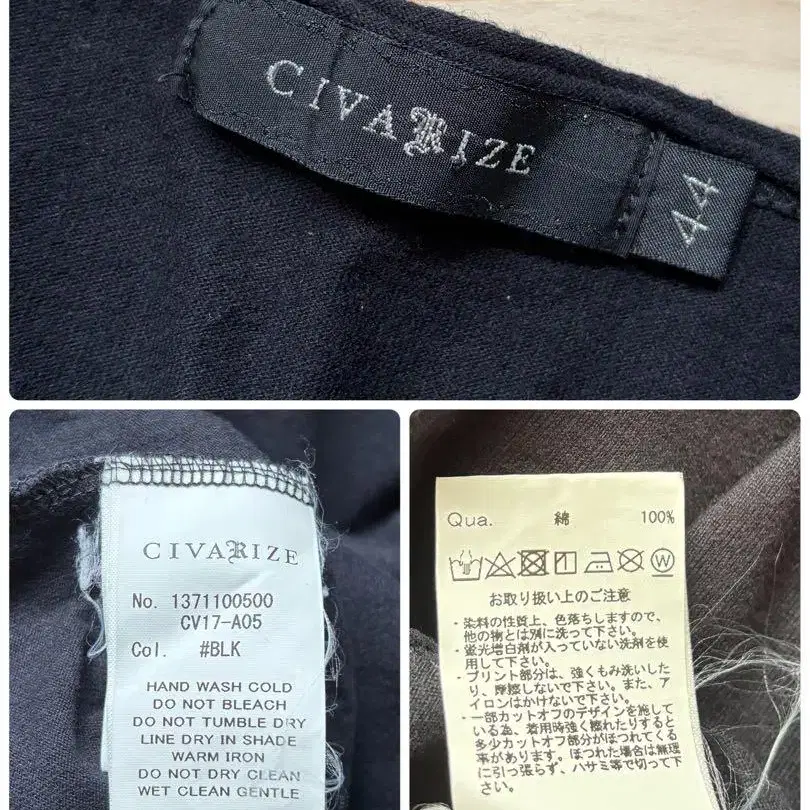 CIVARIZE
44
CIVARIZE
No. 1371100500
CV17-A05
Col. #BLK
HAND WASH COLD
DO NOT BLEACH
DO NOT TUMBLE DRY
LINE DRY IN SHADE
WARM IRON
DO NOT DRY CLEAN
WET CLEAN GENTLE
Qua. 綿 100%
W
お取り扱い上のご注意
・染料の性質上、色落ちしますので、
他の物とは別に洗って下さい。
・蛍光増白剤が入っていない洗剤を使
用して下さい。
・プリント部分は、強くもみ洗いした
り、摩擦しないで下さい。また、ア
イロンはかけないで下さい。
・一部カットオフのデザインを施して
いる為、着用時強く擦れたりすると
多少カットオフ部分がほつれてくる
事があります。ほつれた場合は無理
に引っ張らず、ハサミ等で切って下
さい。